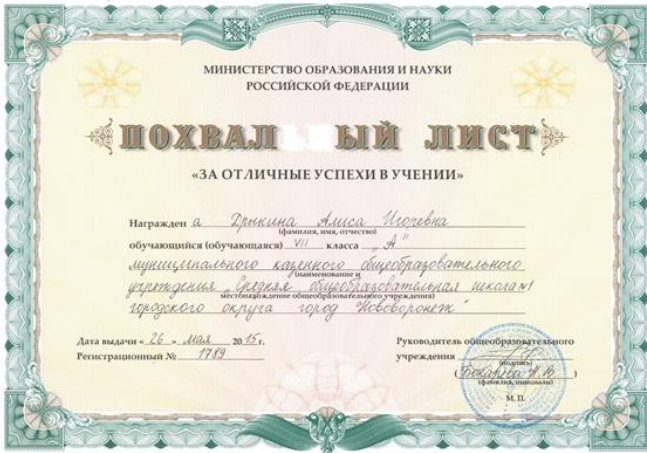 МИНИСТЕРСТВО ОБРАЗОВАНИЯ И НАУКИ
РОССИЙСКОЙ ФЕДЕРАЦИИ
ПОХВАЛ ЫЙ ЛИСТ
«ЗА ОТЛИЧНЫЕ УСПЕХИ В УЧЕНИИ»
Награжден а Дрыкина Алиса Игоревна
(фамилия, имя, отчество)
обучающийся (обучающаяся) VII класса „А"
муниципального казенного общеобразовательного
(наименование и
учреждения „Средняя общеобразовательная школа №1
местонахождение общеобразовательного учреждения)
городского округа город Нововоронеж"
Дата выдачи « 26 » мая 20 15 г.
Регистрационный № 1789
Руководитель общеобразовательного
учреждения
(подпись)
( Бокарева Н.Ю. )
(фамилия, инициалы)
М. П.